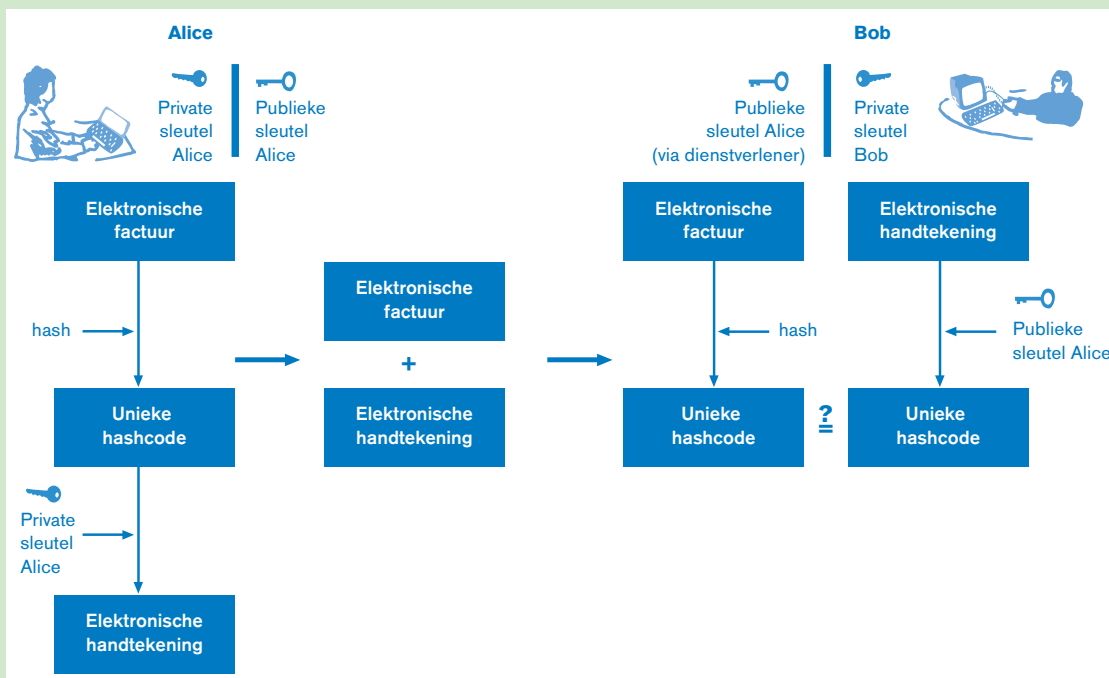 Alice
Private
sleutel
Alice
Publieke
sleutel
Alice
Elektronische
factuur
hash
Unieke
hashcode
Private
sleutel
Alice
Elektronische
handtekening
Elektronische
factuur
+
Elektronische
handtekening
Bob
Publieke
sleutel Alice
(via dienstverlener)
Private
sleutel
Bob
Elektronische
factuur
hash
Unieke
hashcode
?
=
Elektronische
handtekening
Publieke
sleutel Alice
Unieke
hashcode